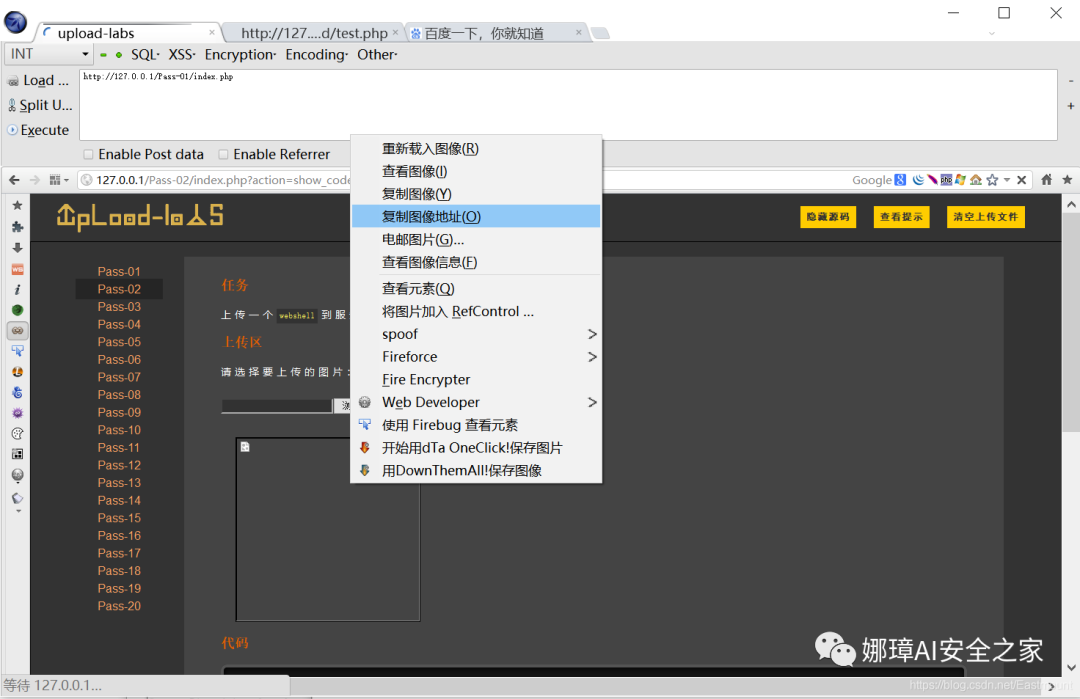 upload-labs
http://127....d/test.php
百度一下，你就知道
INT
SQL
XSS
Encryption
Encoding
Other
Load ...
http://127.0.0.1/Pass-01/index.php
Split U...
Execute
Enable Post data
Enable Referrer
127.0.0.1/Pass-02/index.php?action=show_code
Google
UpLoad-labS
隐藏源码
查看提示
清空上传文件
重新载入图像(R)
查看图像(I)
复制图像(Y)
复制图像地址(O)
电邮图片(G)...
查看图像信息(F)
查看元素(Q)
将图片加入 RefControl ...
spoof
Fireforce
Fire Encrypter
Web Developer
使用 Firebug 查看元素
开始用dTa OneClick!保存图片
用DownThemAll!保存图像
Pass-01
Pass-02
Pass-03
Pass-04
Pass-05
Pass-06
Pass-07
Pass-08
Pass-09
Pass-10
Pass-11
Pass-12
Pass-13
Pass-14
Pass-15
Pass-16
Pass-17
Pass-18
Pass-19
Pass-20
任务
上传一个 webshell 到服
上传区
请选择要上传的图片：
代码
娜璋AI安全之家
等待 127.0.0.1...